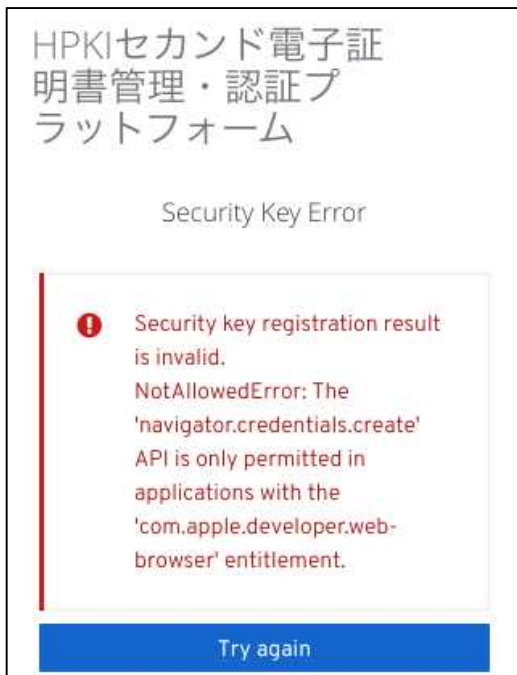 HPKIセカンド電子証
明書管理・認証プ
ラットフォーム
Security Key Error
Security key registration result
is invalid.
NotAllowedError: The
'navigator.credentials.create'
API is only permitted in
applications with the
'com.apple.developer.web-
browser' entitlement.
Try again